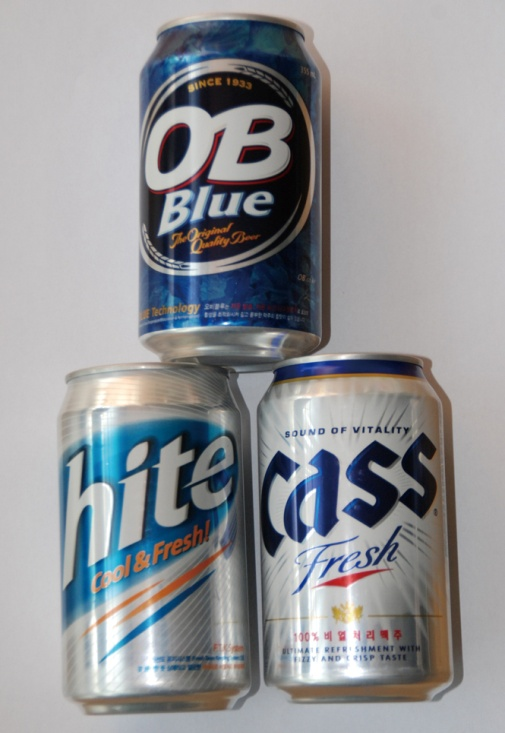 SINCE 1933
OB
Blue
The Original
Quality Beer
Technology
hite
Cool & Fresh!
SOUND OF VITALITY
Cass
Fresh
100% 비열처리맥주
ULTIMATE REFRESHMENT WITH
FIZZY AND CRISP TASTE